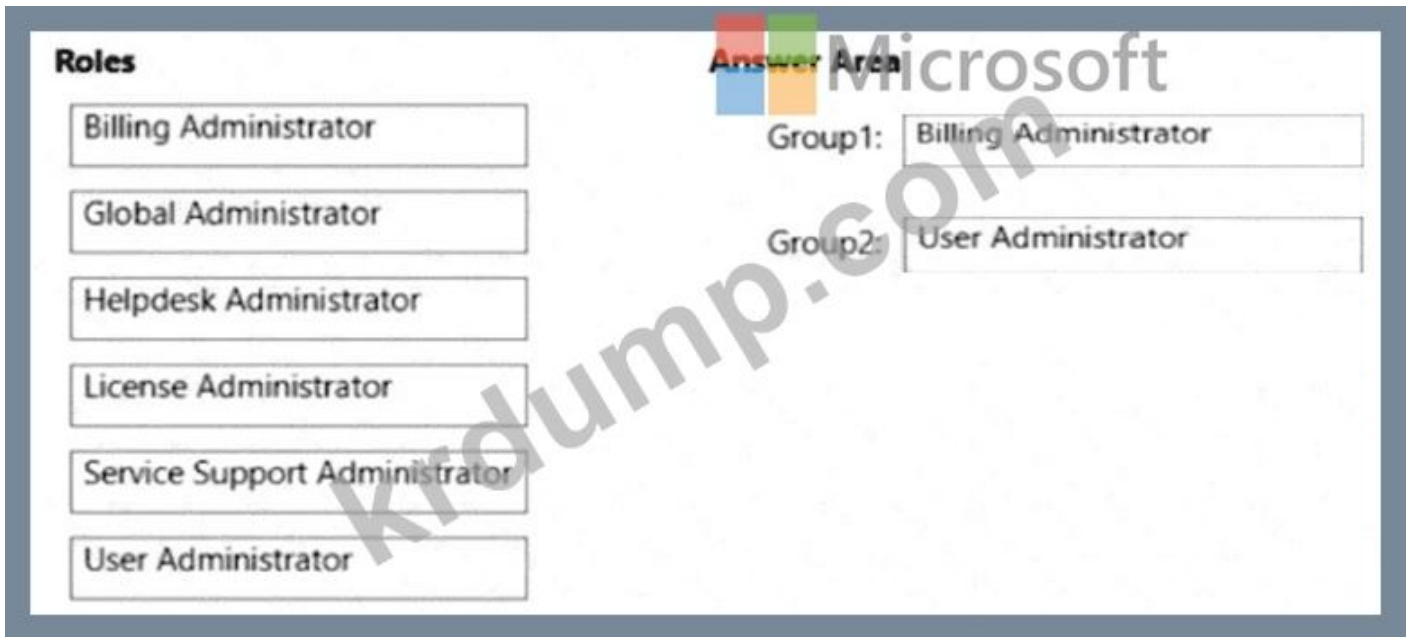 Roles
Billing Administrator
Global Administrator
Helpdesk Administrator
License Administrator
Service Support Administrator
User Administrator
Microsoft
Answer Area
Group1: Billing Administrator
Group2: User Administrator
krdump.com